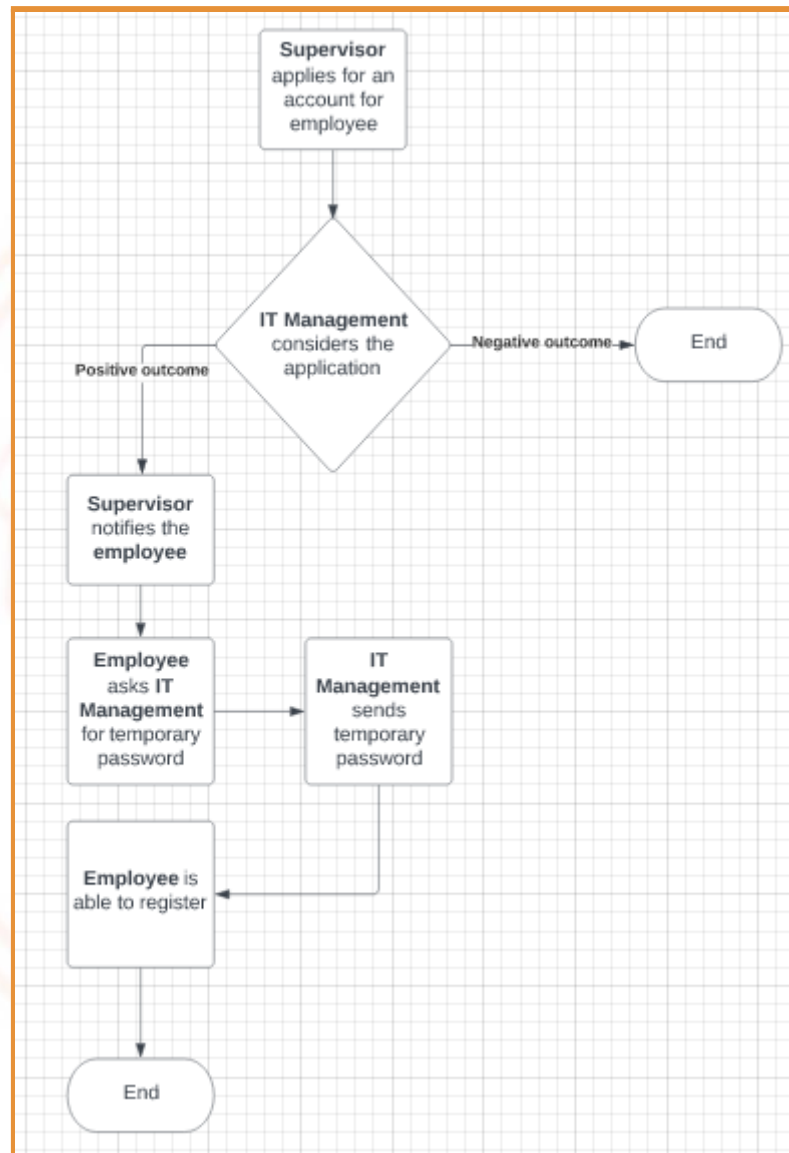 Supervisor
applies for an
account for
employee
IT Management
considers the
application
Negative outcome
End
Positive outcome
Supervisor
notifies the
employee
Employee
asks IT
Management
for temporary
password
IT
Management
sends
temporary
password
Employee is
able to register
End